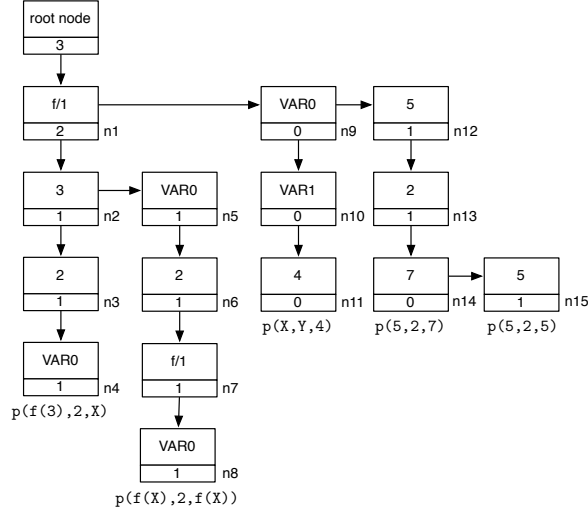 root node
3
f/1
2 n1
VAR0
0 n9
5
1 n12
3
1 n2
VAR0
1 n5
VAR1
0 n10
2
1 n13
2
1 n3
2
1 n6
4
0 n11
7
0 n14
5
1 n15
p(X,Y,4)
p(5,2,7)
p(5,2,5)
VAR0
1 n4
f/1
1 n7
p(f(3),2,X)
VAR0
1 n8
p(f(X),2,f(X))